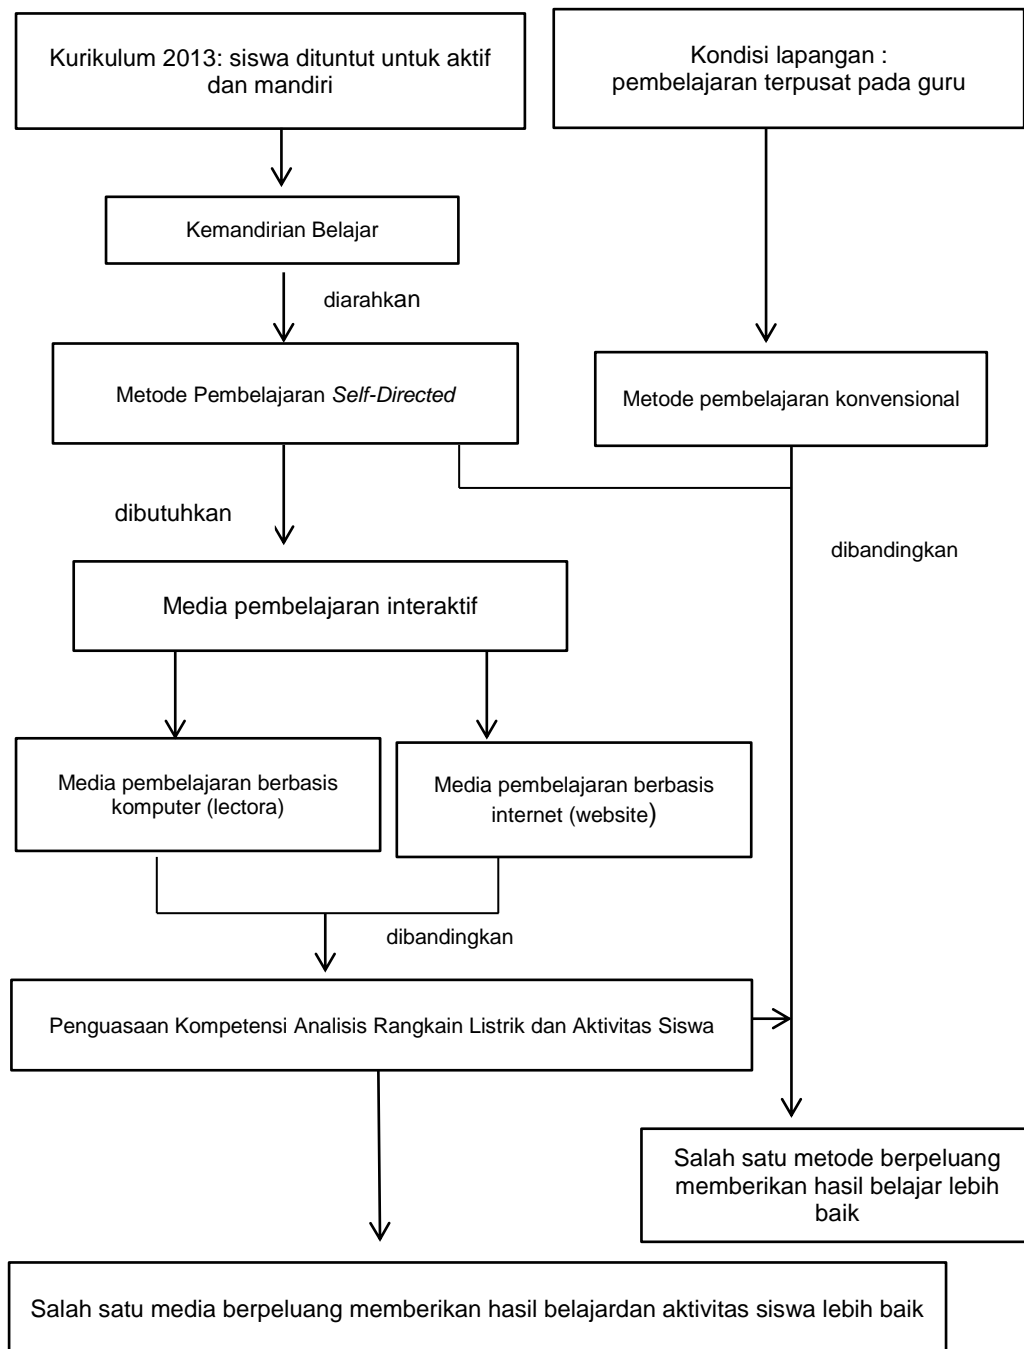 Kurikulum 2013: siswa dituntut untuk aktif
dan mandiri
Kondisi lapangan :
pembelajaran terpusat pada guru
Kemandirian Belajar
diarahkan
Metode Pembelajaran Self-Directed
Metode pembelajaran konvensional
dibutuhkan
dibandingkan
Media pembelajaran interaktif
Media pembelajaran berbasis
komputer (lectora)
Media pembelajaran berbasis
internet (website)
dibandingkan
Penguasaan Kompetensi Analisis Rangkain Listrik dan Aktivitas Siswa
Salah satu metode berpeluang
memberikan hasil belajar lebih
baik
Salah satu media berpeluang memberikan hasil belajardan aktivitas siswa lebih baik